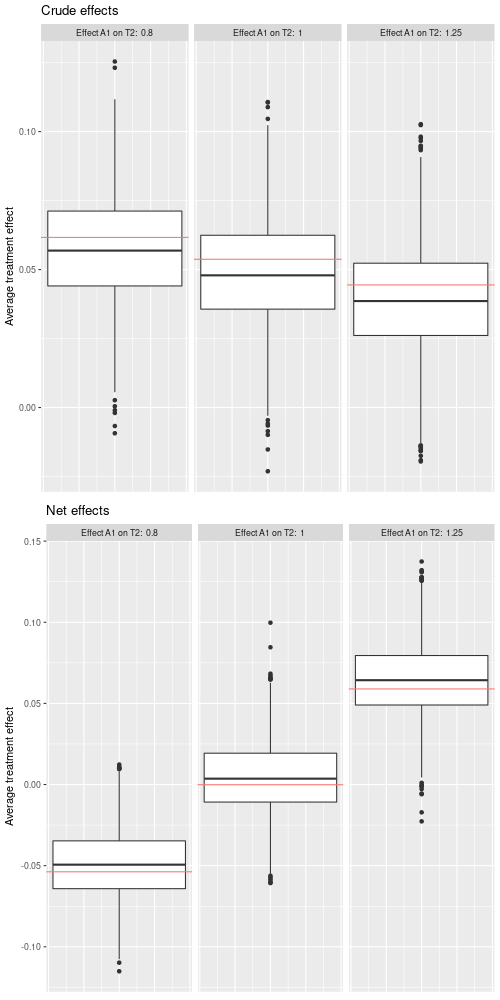 Crude effects
Effect A1 on T2: 0.8
Effect A1 on T2: 1
Effect A1 on T2: 1.25
Average treatment effect
0.10
0.05
0.00
Net effects
Effect A1 on T2: 0.8
Effect A1 on T2: 1
Effect A1 on T2: 1.25
Average treatment effect
0.15
0.10
0.05
0.00
-0.05
-0.10